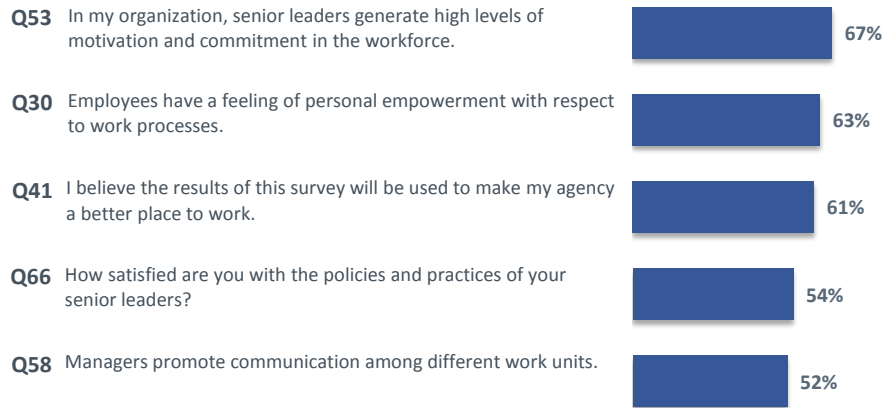 Q53 In my organization, senior leaders generate high levels of
motivation and commitment in the workforce.
67%
Q30 Employees have a feeling of personal empowerment with respect
to work processes.
63%
Q41 I believe the results of this survey will be used to make my agency
a better place to work.
61%
Q66 How satisfied are you with the policies and practices of your
senior leaders?
54%
Q58 Managers promote communication among different work units.
52%